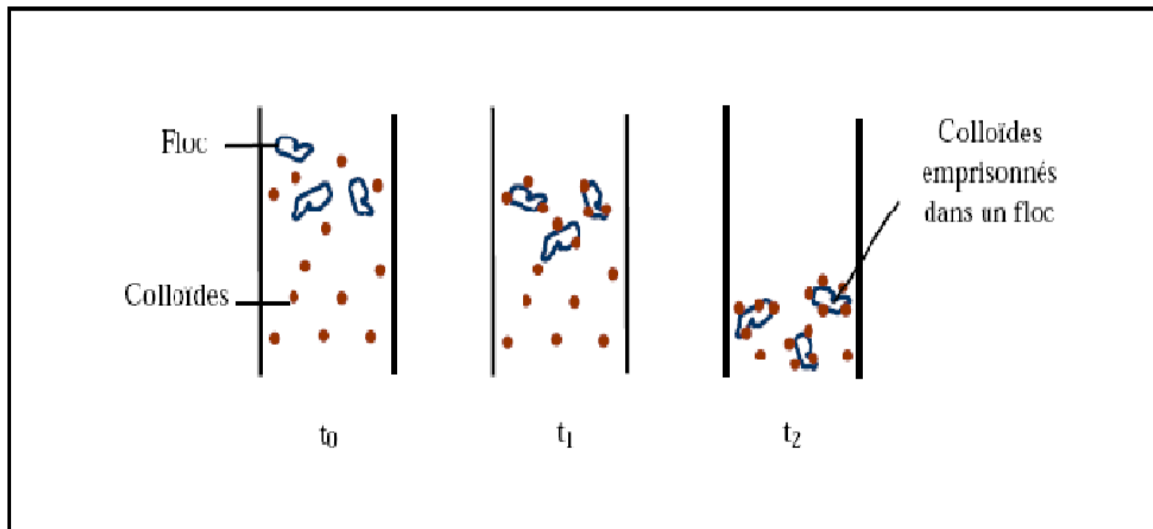 Floc
Colloïdes
Colloïdes
emprisonnés
dans un floc
t0
t1
t2